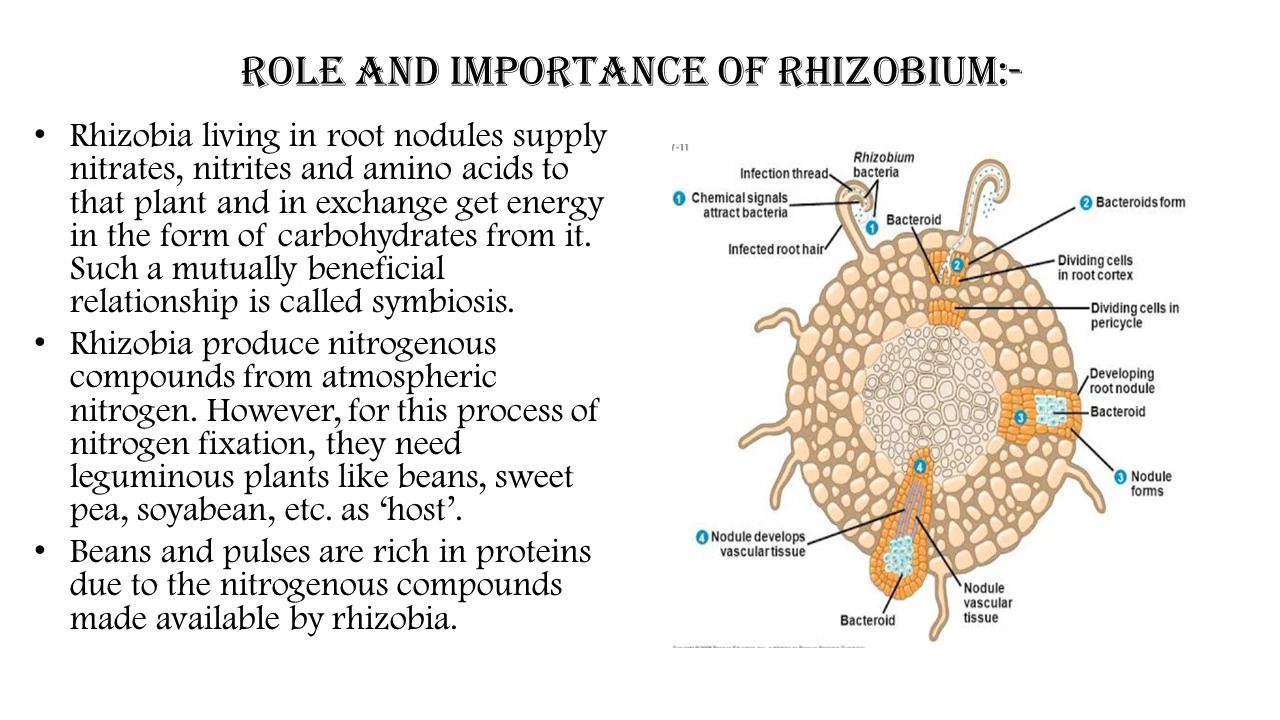 ROLE AND IMPORTANCE OF RHIZOBIUM:-
• Rhizobia living in root nodules supply
nitrates, nitrites and amino acids to
that plant and in exchange get energy
in the form of carbohydrates from it.
Such a mutually beneficial
relationship is called symbiosis.
• Rhizobia produce nitrogenous
compounds from atmospheric
nitrogen. However, for this process of
nitrogen fixation, they need
leguminous plants like beans, sweet
pea, soyabean, etc. as ‘host’.
• Beans and pulses are rich in proteins
due to the nitrogenous compounds
made available by rhizobia.
Rhizobium
bacteria
Infection thread
1 Chemical signals
attract bacteria
1
Bacteroid
Infected root hair
2 Bacteroids form
2
Dividing cells
in root cortex
Dividing cells in
pericycle
Developing
root nodule
Bacteroid
3
3 Nodule
forms
4
4 Nodule develops
vascular tissue
Nodule
vascular
tissue
Bacteroid